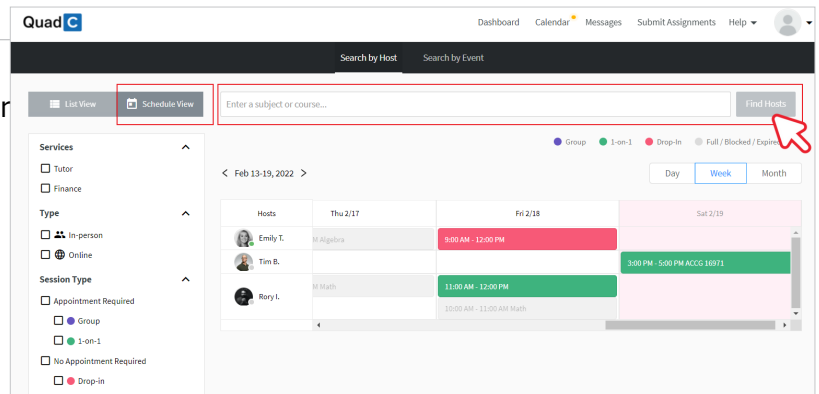 Quad C
Dashboard Calendar Messages Submit Assignments Help
Search by Host Search by Event
List View Schedule View Enter a subject or course... Find Hosts
Group 1-on-1 Drop-In Full / Blocked / Expired
Services
Tutor
Finance
Type
In-person
Online
Session Type
Appointment Required
Group
1-on-1
No Appointment Required
Drop-in
Feb 13-19, 2022 Day Week Month
Hosts Thu 2/17 Fri 2/18 Sat 2/19
Emily T. M Algebra 9:00 AM - 12:00 PM
Tim B. 3:00 PM - 5:00 PM ACCG 16971
Rory I. M Math 11:00 AM - 12:00 PM
10:00 AM - 11:00 AM Math